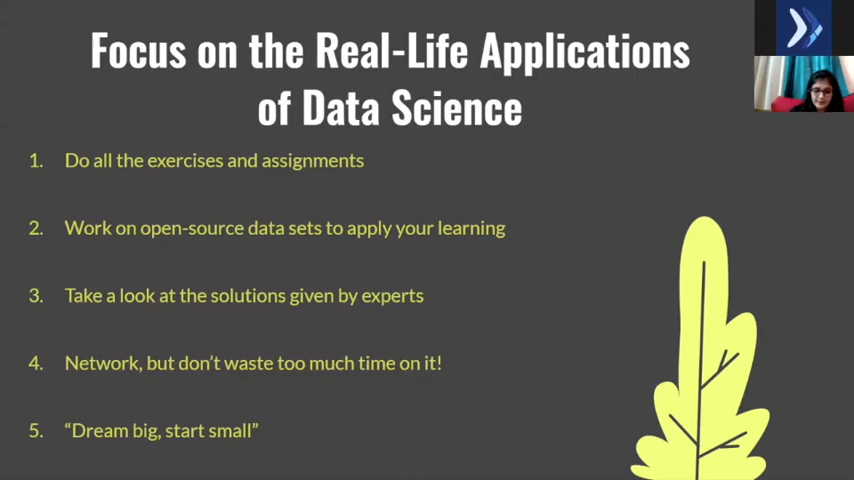 Focus on the Real-Life Applications
of Data Science
1. Do all the exercises and assignments
2. Work on open-source data sets to apply your learning
3. Take a look at the solutions given by experts
4. Network, but don't waste too much time on it!
5. “Dream big, start small”